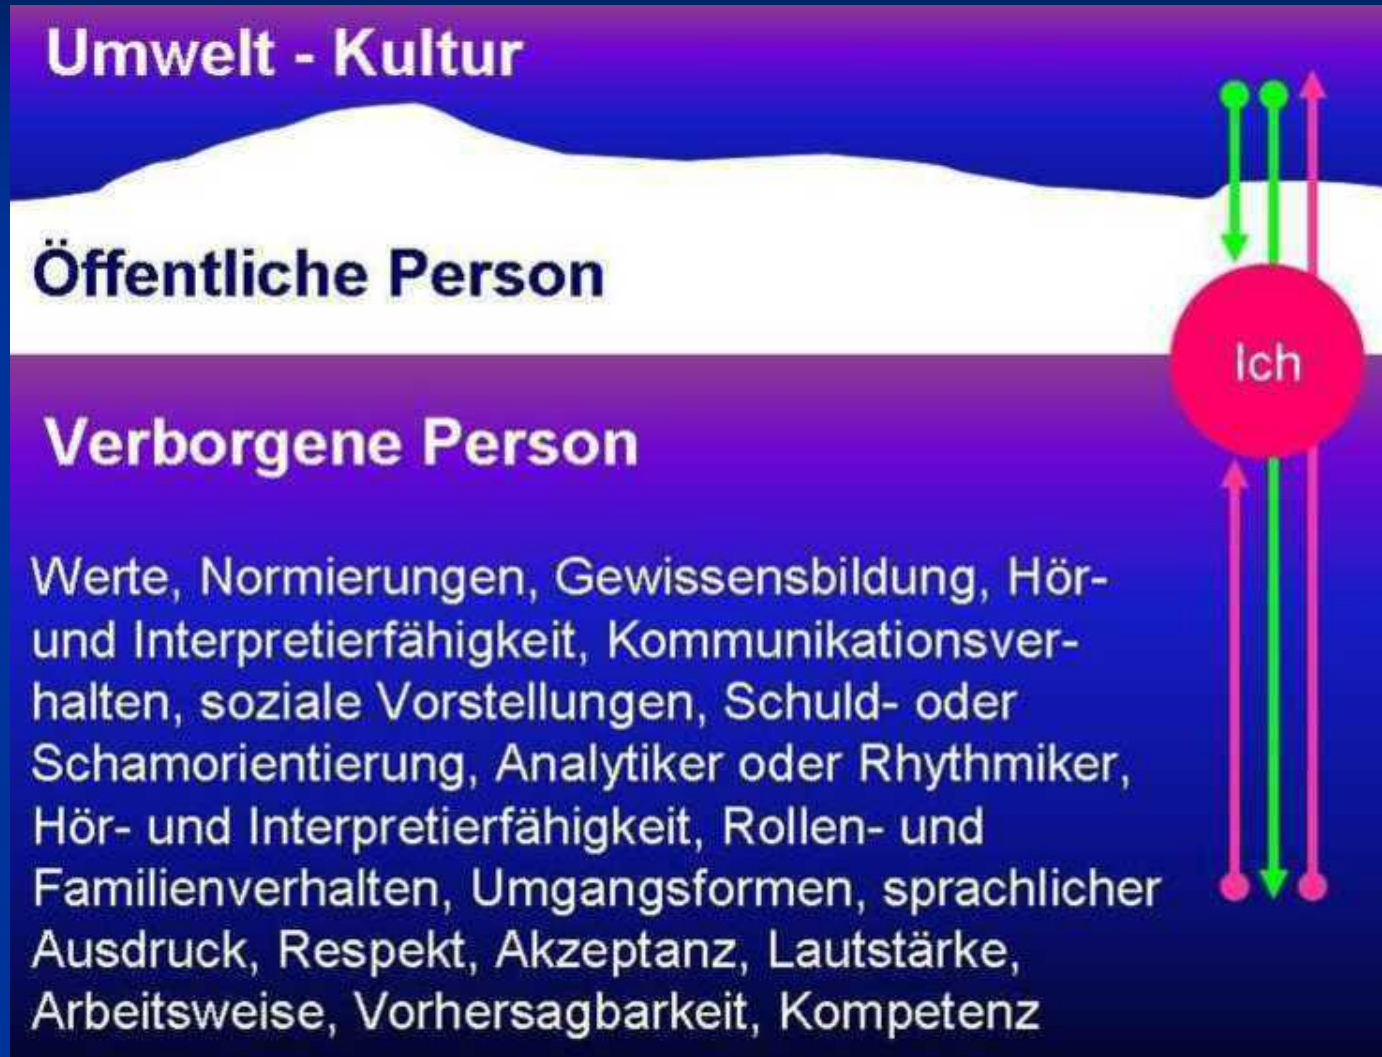 Umwelt - Kultur
Öffentliche Person
Ich
Verborgene Person
Werte, Normierungen, Gewissensbildung, Hör-
und Interpretierfähigkeit, Kommunikationsver-
halten, soziale Vorstellungen, Schuld- oder
Schamorientierung, Analytiker oder Rhythmiker,
Hör- und Interpretierfähigkeit, Rollen- und
Familienverhalten, Umgangsformen, sprachlicher
Ausdruck, Respekt, Akzeptanz, Lautstärke,
Arbeitsweise, Vorhersagbarkeit, Kompetenz